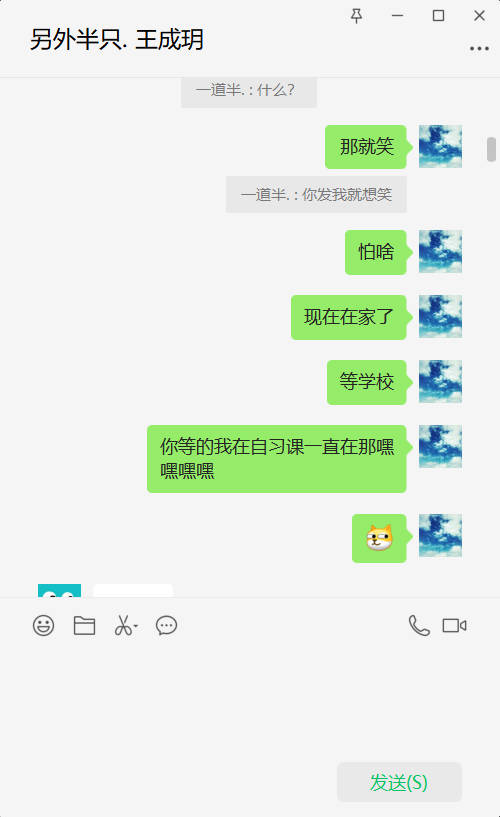 另外半只. 王成玥
一道半. : 什么?
那就笑
一道半. : 你发我就想笑
怕啥
现在在家了
等学校
你等的我在自习课一直在那嘿
嘿嘿嘿
发送(S)